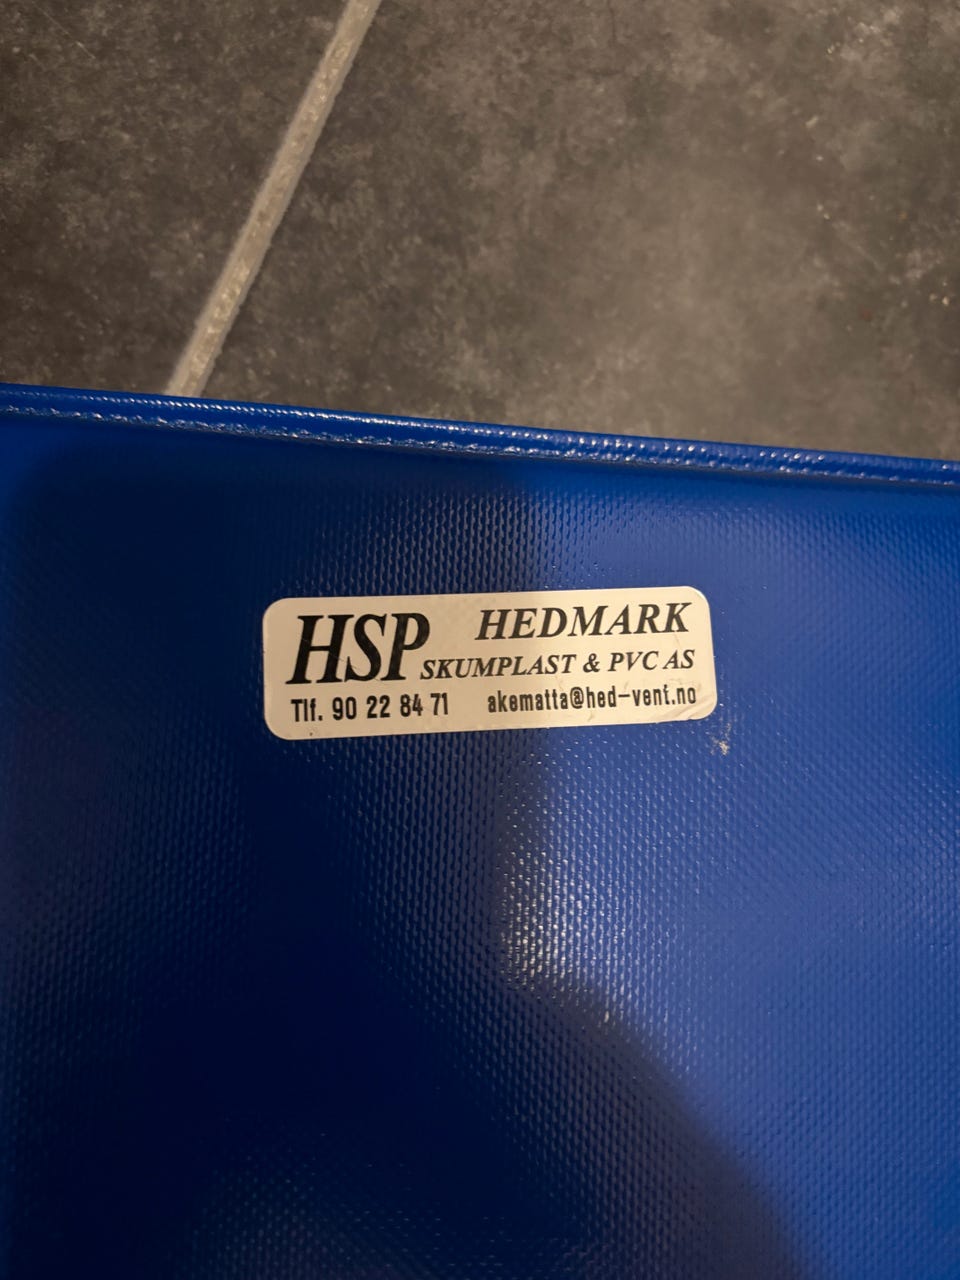 HSP HEDMARK
SKUMPLAST & PVC AS
Tlf. 90 22 84 71 akematta@hed-vent.no